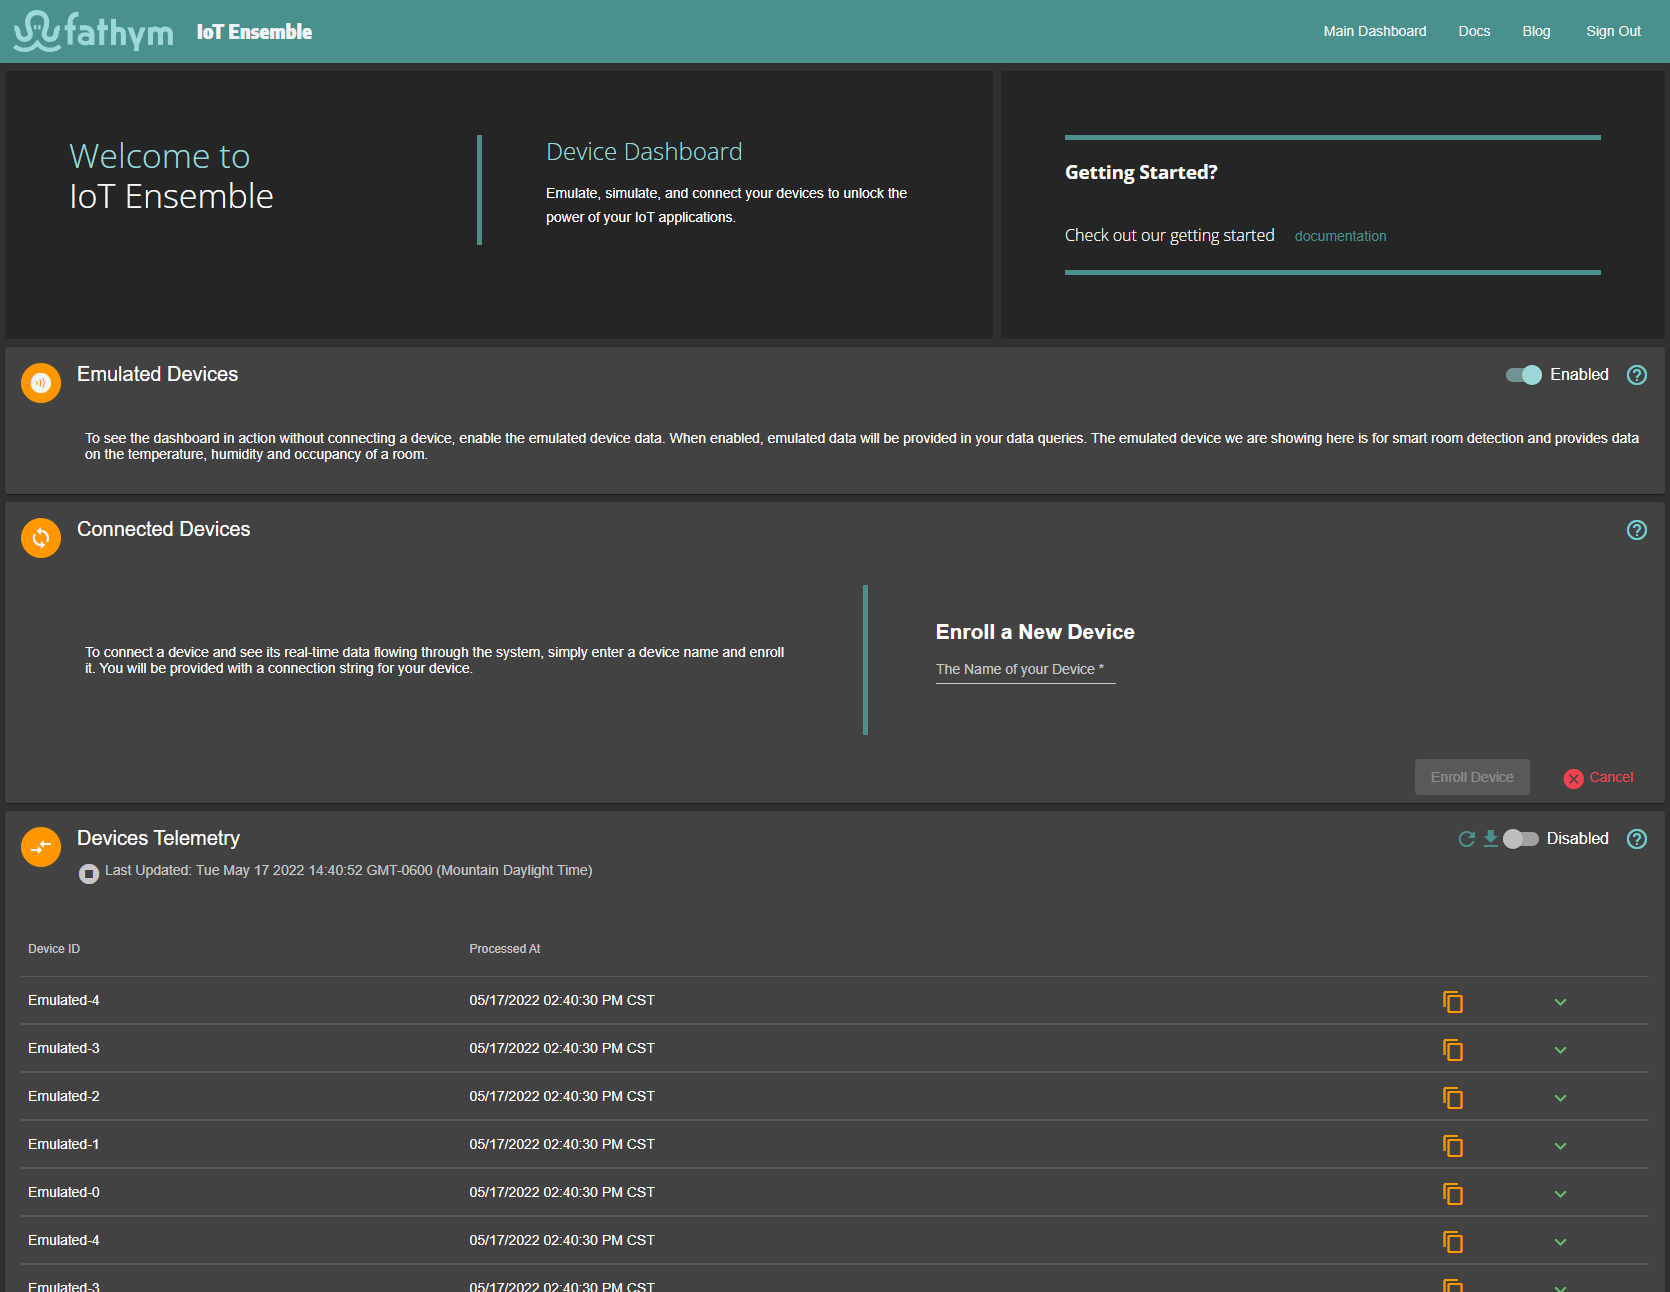 fathym IoT Ensemble Main Dashboard Docs Blog Sign Out
Welcome to
IoT Ensemble
Device Dashboard
Emulate, simulate, and connect your devices to unlock the
power of your IoT applications.
Getting Started?
Check out our getting started documentation
Emulated Devices
Enabled
To see the dashboard in action without connecting a device, enable the emulated device data. When enabled, emulated data will be provided in your data queries. The emulated device we are showing here is for smart room detection and provides data
on the temperature, humidity and occupancy of a room.
Connected Devices
To connect a device and see its real-time data flowing through the system, simply enter a device name and enroll
it. You will be provided with a connection string for your device.
Enroll a New Device
The Name of your Device *
Enroll Device Cancel
Devices Telemetry
Disabled
Last Updated: Tue May 17 2022 14:40:52 GMT-0600 (Mountain Daylight Time)
Device ID Processed At
Emulated-4 05/17/2022 02:40:30 PM CST
Emulated-3 05/17/2022 02:40:30 PM CST
Emulated-2 05/17/2022 02:40:30 PM CST
Emulated-1 05/17/2022 02:40:30 PM CST
Emulated-0 05/17/2022 02:40:30 PM CST
Emulated-4 05/17/2022 02:40:30 PM CST
Emulated-3 05/17/2022 02:40:30 PM CST